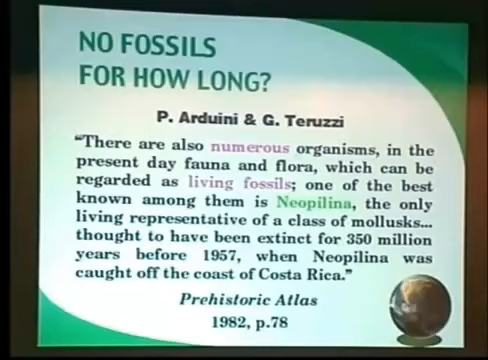 NO FOSSILS
FOR HOW LONG?
P. Arduini & G. Teruzzi
“There are also numerous organisms, in the
present day fauna and flora, which can be
regarded as living fossils; one of the best
known among them is Neopilina, the only
living representative of a class of mollusks...
thought to have been extinct for 350 million
years before 1957, when Neopilina was
caught off the coast of Costa Rica.”
Prehistoric Atlas
1982, p.78